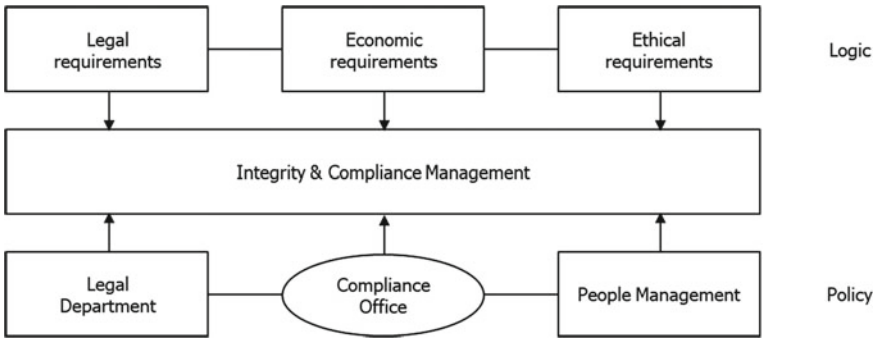 Legal
requirements
Economic
requirements
Ethical
requirements
Logic
Integrity & Compliance Management
Legal
Department
Compliance
Office
People Management
Policy